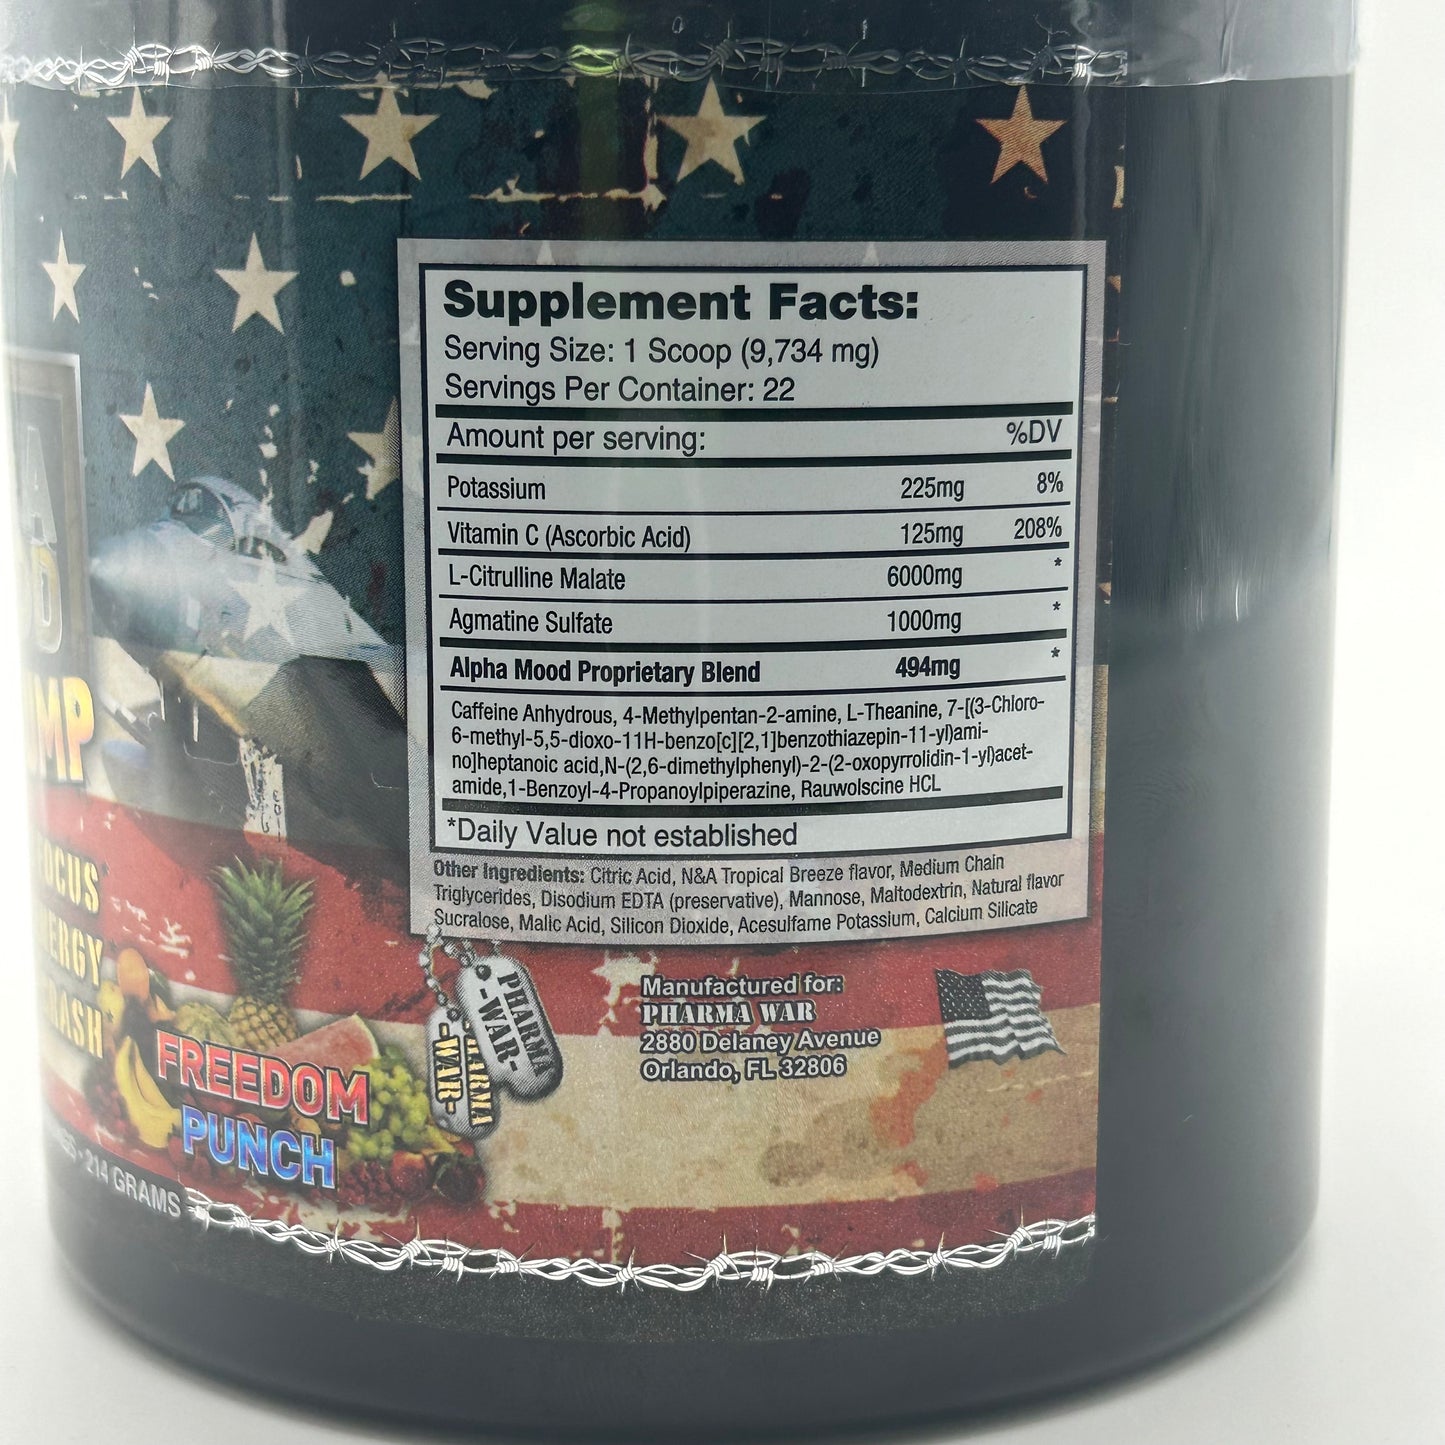 Supplement Facts:
Serving Size: 1 Scoop (9,734 mg)
Servings Per Container: 22
Amount per serving: %DV
Potassium 225mg 8%
Vitamin C (Ascorbic Acid) 125mg 208%
L-Citrulline Malate 6000mg *
Agmatine Sulfate 1000mg *
Alpha Mood Proprietary Blend 494mg *
Caffeine Anhydrous, 4-Methylpentan-2-amine, L-Theanine, 7-[(3-Chloro-
6-methyl-5,5-dioxo-11H-benzo[c][2,1]benzothiazepin-11-yl)ami-
no]heptanoic acid,N-(2,6-dimethylphenyl)-2-(2-oxopyrrolidin-1-yl)acet-
amide,1-Benzoyl-4-Propanoylpiperazine, Rauwolscine HCL
*Daily Value not established
Other Ingredients: Citric Acid, N&A Tropical Breeze flavor, Medium Chain
Triglycerides, Disodium EDTA (preservative), Mannose, Maltodextrin, Natural flavor
Sucralose, Malic Acid, Silicon Dioxide, Acesulfame Potassium, Calcium Silicate
Manufactured for:
PHARMA WAR
2880 Delaney Avenue
Orlando, FL 32806
PHARMA
-WAR-
PHARMA
-WAR-
FOCUS
FREEDOM
PUNCH
214 GRAMS